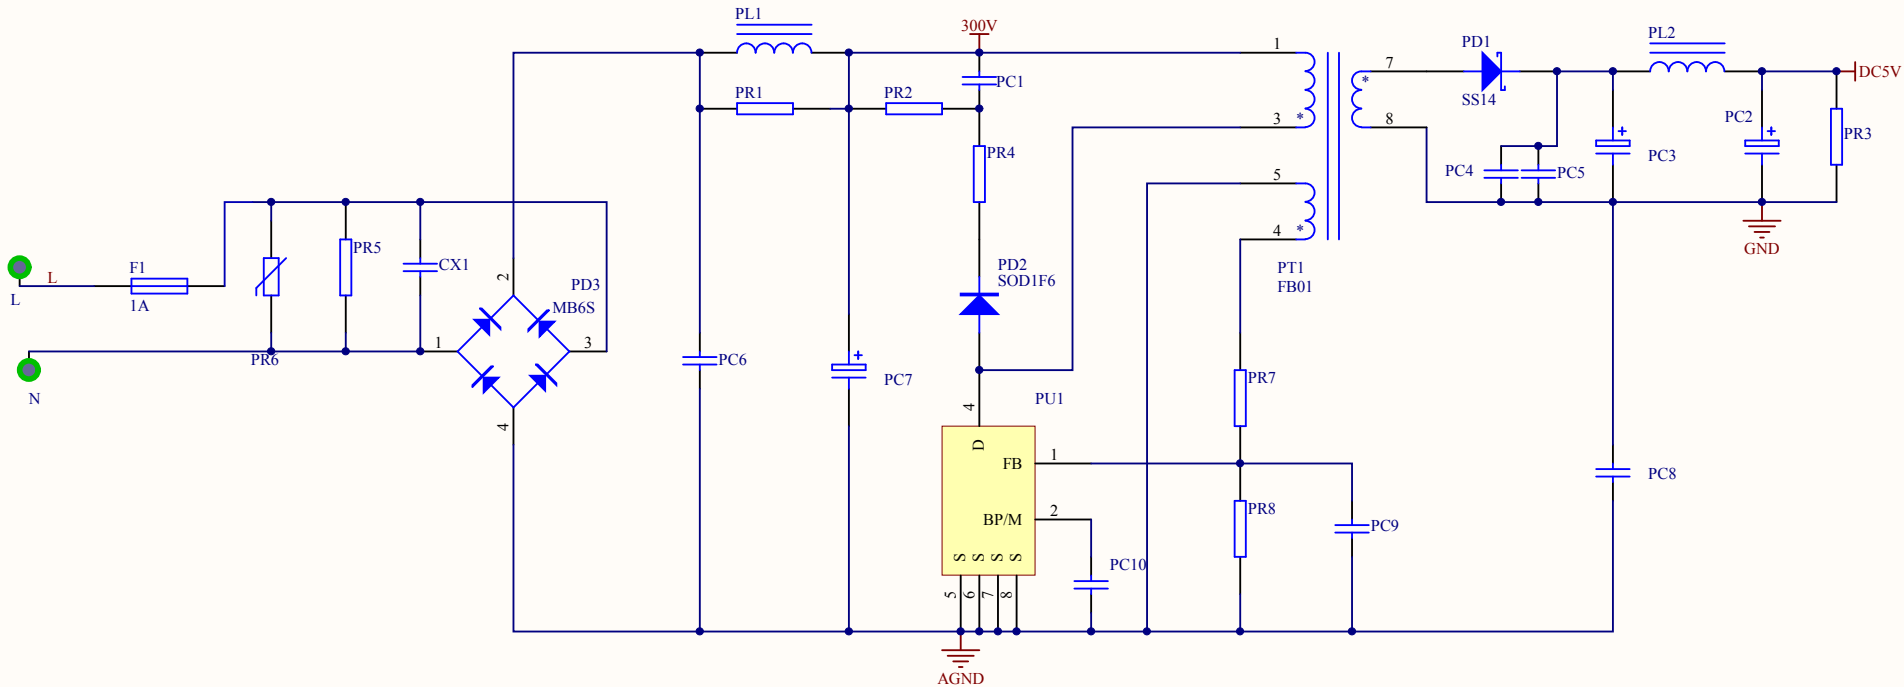 PL1
300V
1
PL2
PD1
7
*
DC5V
PC1
PR1
PR2
SS14
3
*
8
PC2
PR4
PC3
PR3
PC4
PC5
5
4
*
GND
PR5
L
F1
CX1
2
PD3
PD2
SOD1F6
PT1
FB01
L
1A
MB6S
1
3
PR6
PC6
PC7
PR7
N
PU1
4
4
D
FB
1
PC8
BP/M
2
PR8
PC9
S
S
S
S
PC10
5
6
7
8
AGND